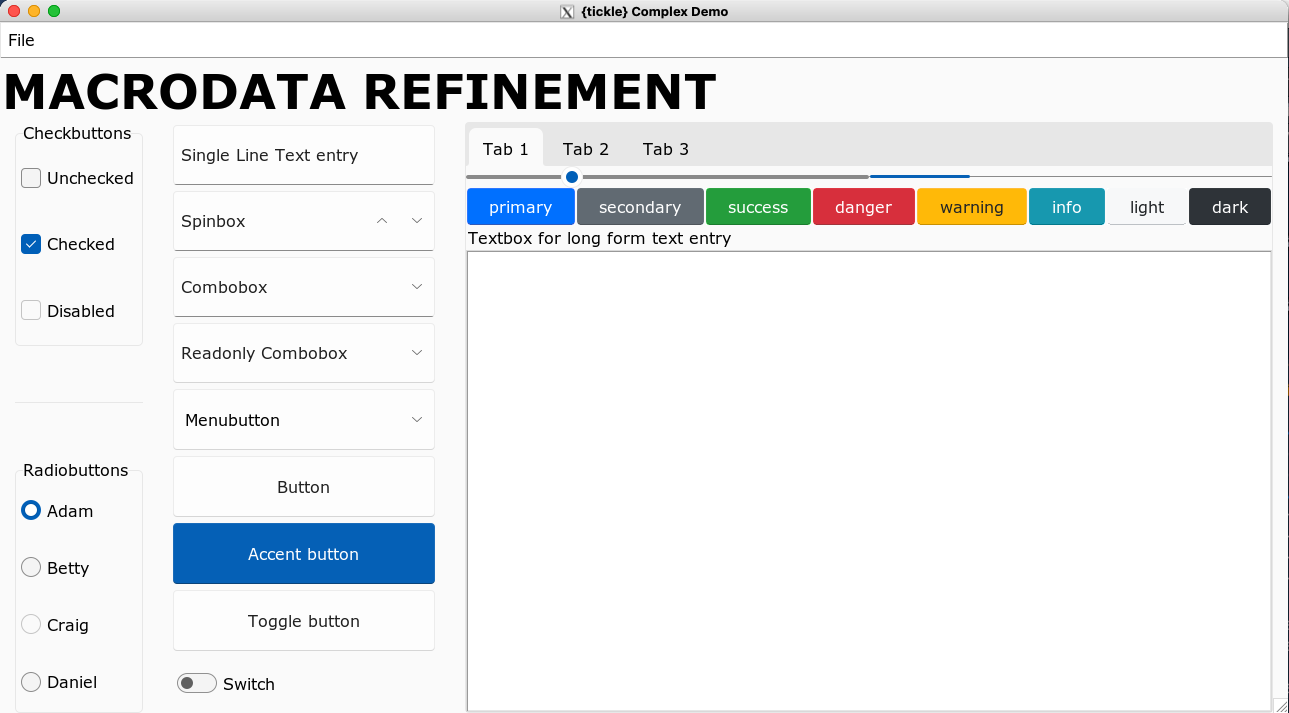 {tickle} Complex Demo
File
MACRODATA REFINEMENT
Checkbuttons
Unchecked
Checked
Disabled
Radiobuttons
Adam
Betty
Craig
Daniel
Single Line Text entry
Spinbox
Combobox
Readonly Combobox
Menubutton
Button
Accent button
Toggle button
Switch
Tab 1 Tab 2 Tab 3
primary secondary success danger warning info light dark
Textbox for long form text entry